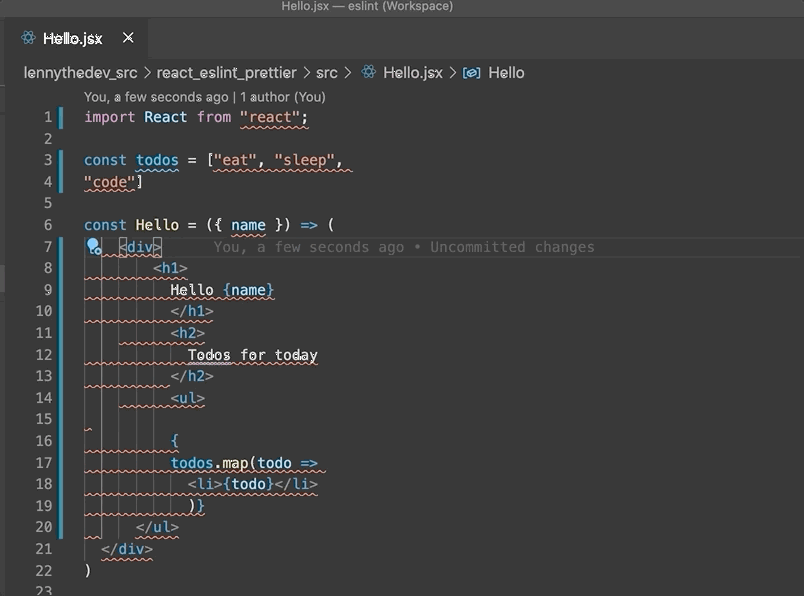 Hello.jsx — eslint (Workspace)
Hello.jsx ×
lennythedev_src > react_eslint_prettier > src > Hello.jsx > Hello
You, a few seconds ago | 1 author (You)
1 import React from "react";
2
3 const todos = ["eat", "sleep",
4 "code"]
5
6 const Hello = ({ name }) => (
7 <div> You, a few seconds ago • Uncommitted changes
8 <h1>
9 Hello {name}
10 </h1>
11 <h2>
12 Todos for today
13 </h2>
14 <ul>
15
16 {
17 todos.map(todo =>
18 <li>{todo}</li>
19 )}
20 </ul>
21 </div>
22 )
23